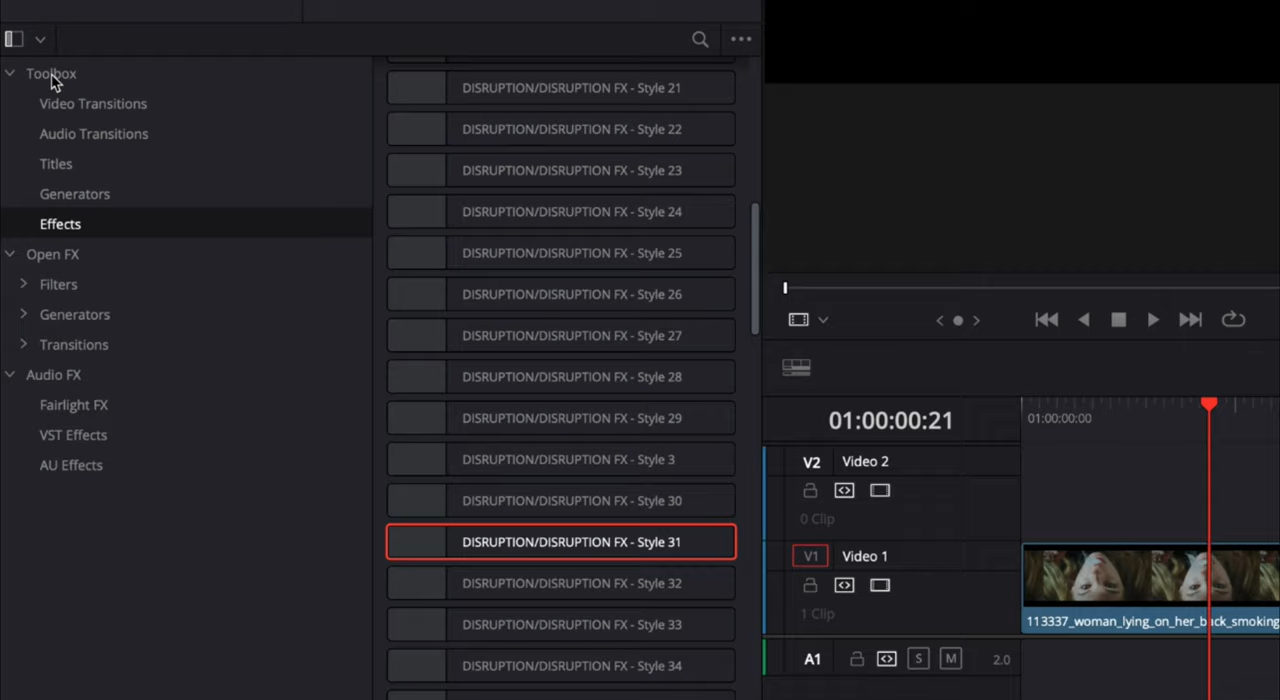 Toolbox
Video Transitions
Audio Transitions
Titles
Generators
Effects
Open FX
Filters
Generators
Transitions
Audio FX
Fairlight FX
VST Effects
AU Effects
DISRUPTION/DISRUPTION FX - Style 21
DISRUPTION/DISRUPTION FX - Style 22
DISRUPTION/DISRUPTION FX - Style 23
DISRUPTION/DISRUPTION FX - Style 24
DISRUPTION/DISRUPTION FX - Style 25
DISRUPTION/DISRUPTION FX - Style 26
DISRUPTION/DISRUPTION FX - Style 27
DISRUPTION/DISRUPTION FX - Style 28
DISRUPTION/DISRUPTION FX - Style 29
DISRUPTION/DISRUPTION FX - Style 3
DISRUPTION/DISRUPTION FX - Style 30
DISRUPTION/DISRUPTION FX - Style 31
DISRUPTION/DISRUPTION FX - Style 32
DISRUPTION/DISRUPTION FX - Style 33
DISRUPTION/DISRUPTION FX - Style 34
01:00:00:21
01:00:00:00
V2 Video 2
0 Clip
V1 Video 1
1 Clip
113337_woman_lying_on_her_back_smoking
A1 S M 2.0